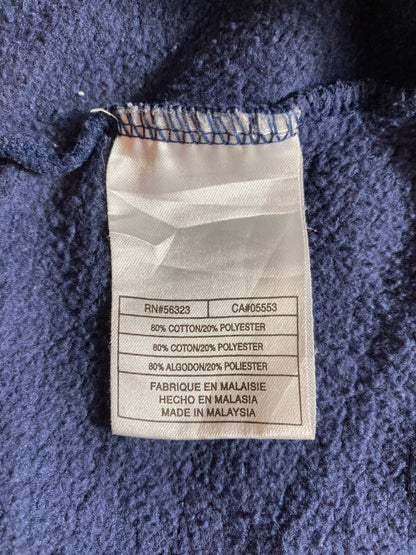 RN#56323 CA#05553
80% COTTON/20% POLYESTER
80% COTON/20% POLYESTER
80% ALGODON/20% POLIESTER
FABRIQUE EN MALAISIE
HECHO EN MALASIA
MADE IN MALAYSIA